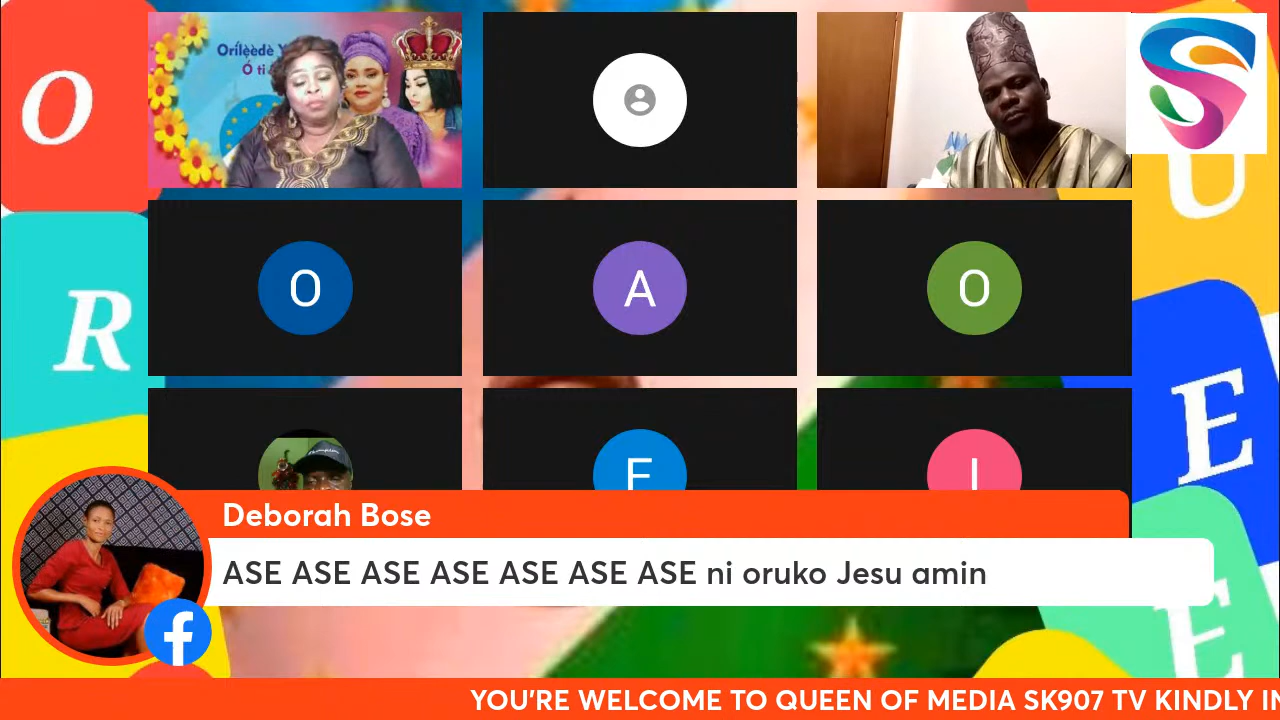 O
R
Orílẹ̀èdè Y
Ó ti
U
E
E
O
A
O
E
I
Deborah Bose
ASE ASE ASE ASE ASE ASE ASE ni oruko Jesu amin
YOU'RE WELCOME TO QUEEN OF MEDIA SK907 TV KINDLY IN